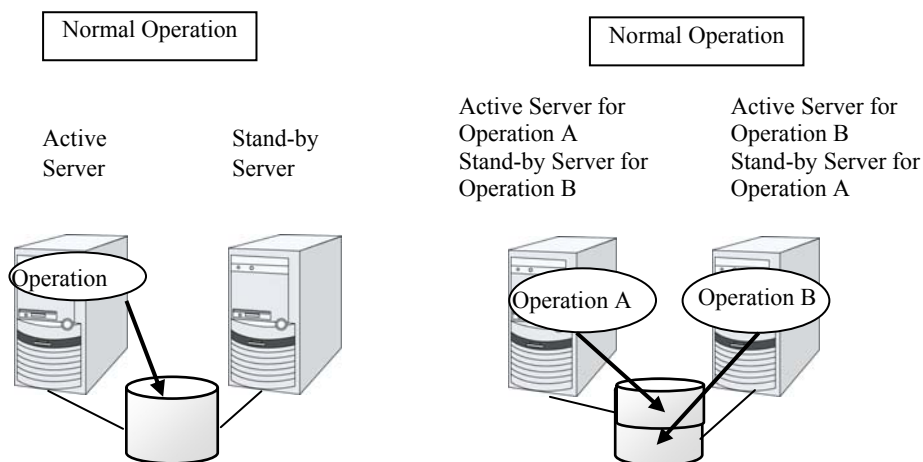 Normal Operation
Active
Server
Stand-by
Server
Operation
Normal Operation
Active Server for
Operation A
Stand-by Server for
Operation B
Active Server for
Operation B
Stand-by Server for
Operation A
Operation A
Operation B